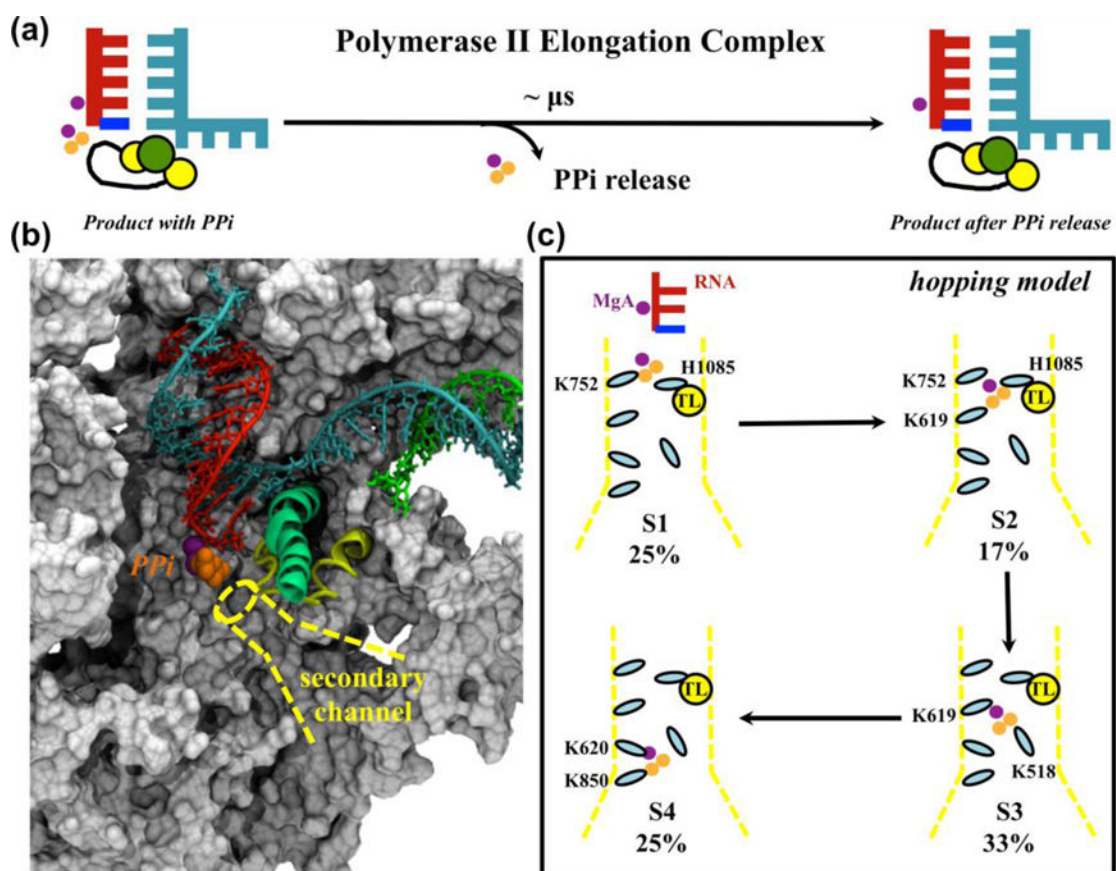 (a)
Polymerase II Elongation Complex
~ μs
PPi release
Product with PPi
Product after PPi release
(b)
PPi
secondary
channel
(c)
hopping model
MgA
RNA
K752
H1085
TL
S1
25%
K752
H1085
K619
TL
S2
17%
K620
K850
TL
S4
25%
K619
TL
K518
S3
33%